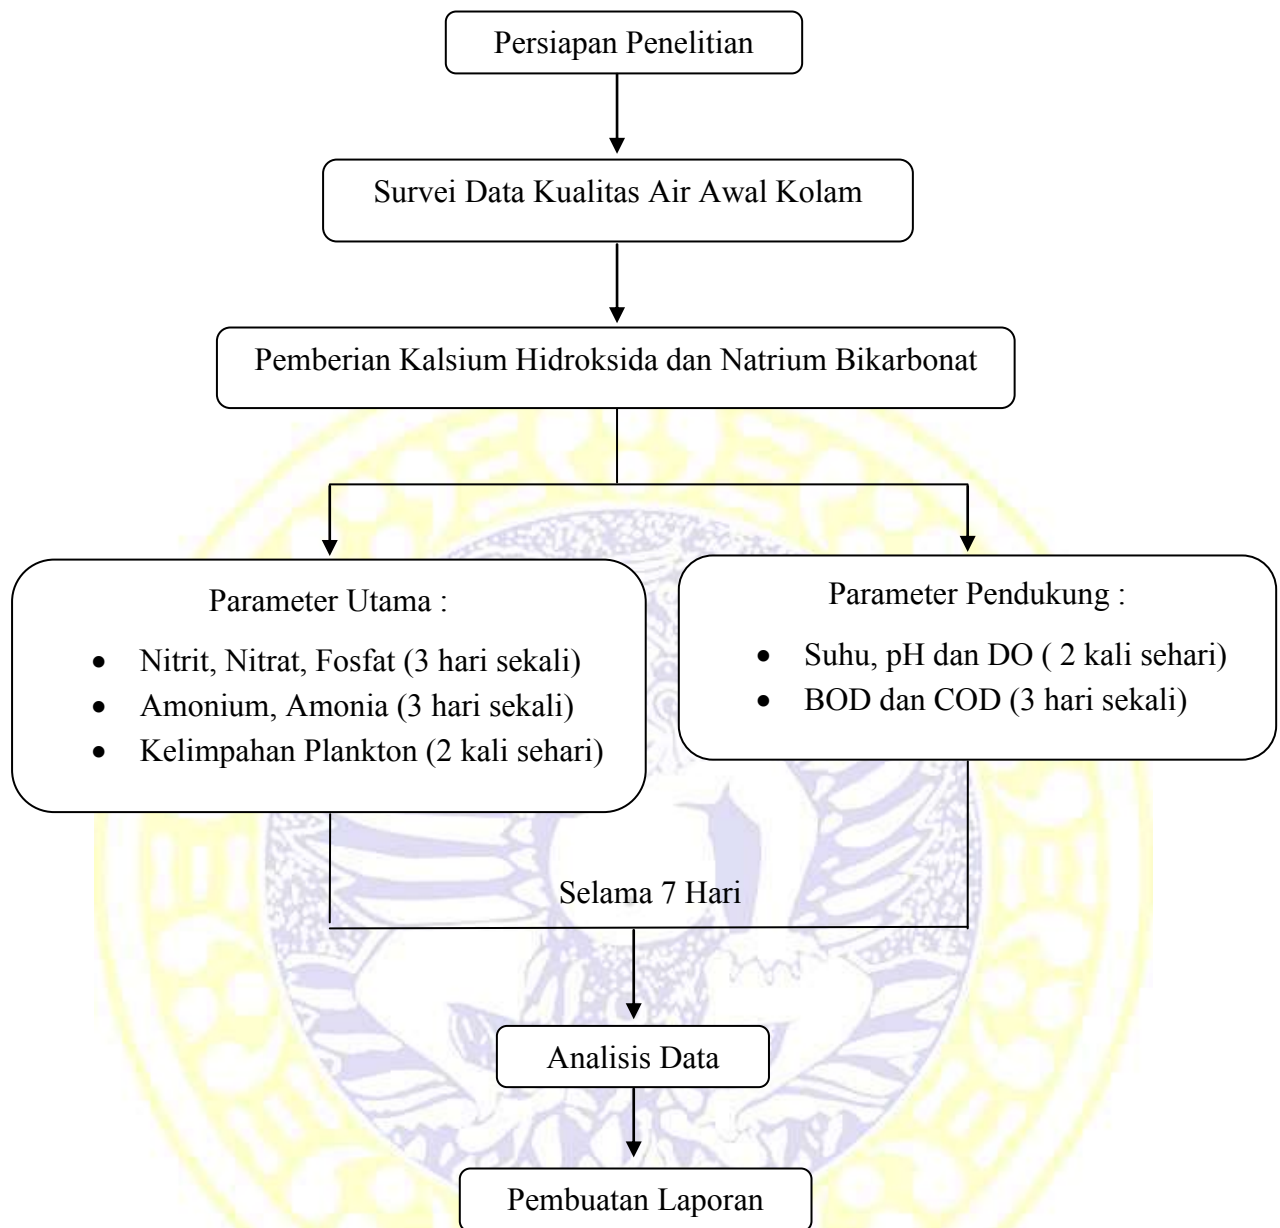 Persiapan Penelitian
Survei Data Kualitas Air Awal Kolam
Pemberian Kalsium Hidroksida dan Natrium Bikarbonat
Parameter Utama :
• Nitrit, Nitrat, Fosfat (3 hari sekali)
• Amonium, Amonia (3 hari sekali)
• Kelimpahan Plankton (2 kali sehari)
Parameter Pendukung :
• Suhu, pH dan DO ( 2 kali sehari)
• BOD dan COD (3 hari sekali)
Selama 7 Hari
Analisis Data
Pembuatan Laporan